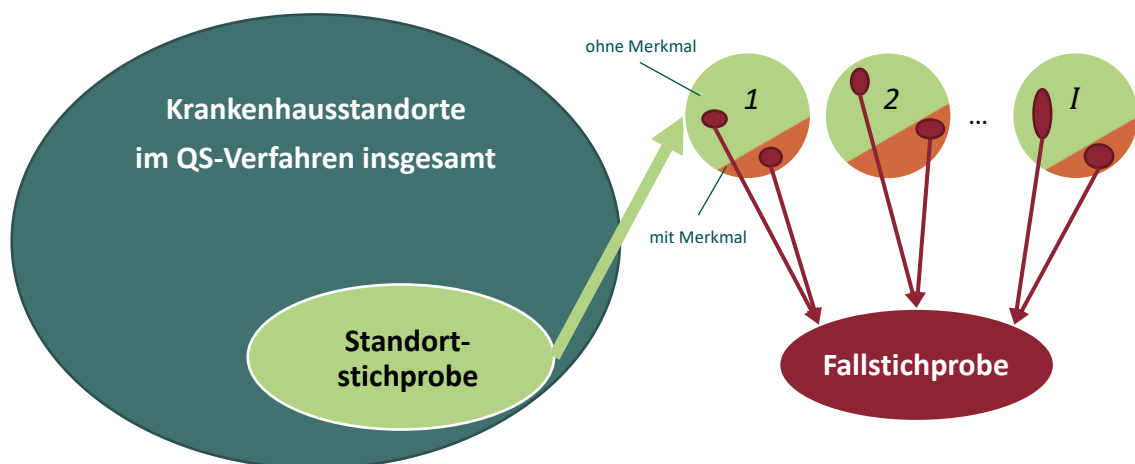 Krankenhausstandorte
im QS-Verfahren insgesamt
Standort-
stichprobe
ohne Merkmal
mit Merkmal
1
2
...
I
Fallstichprobe